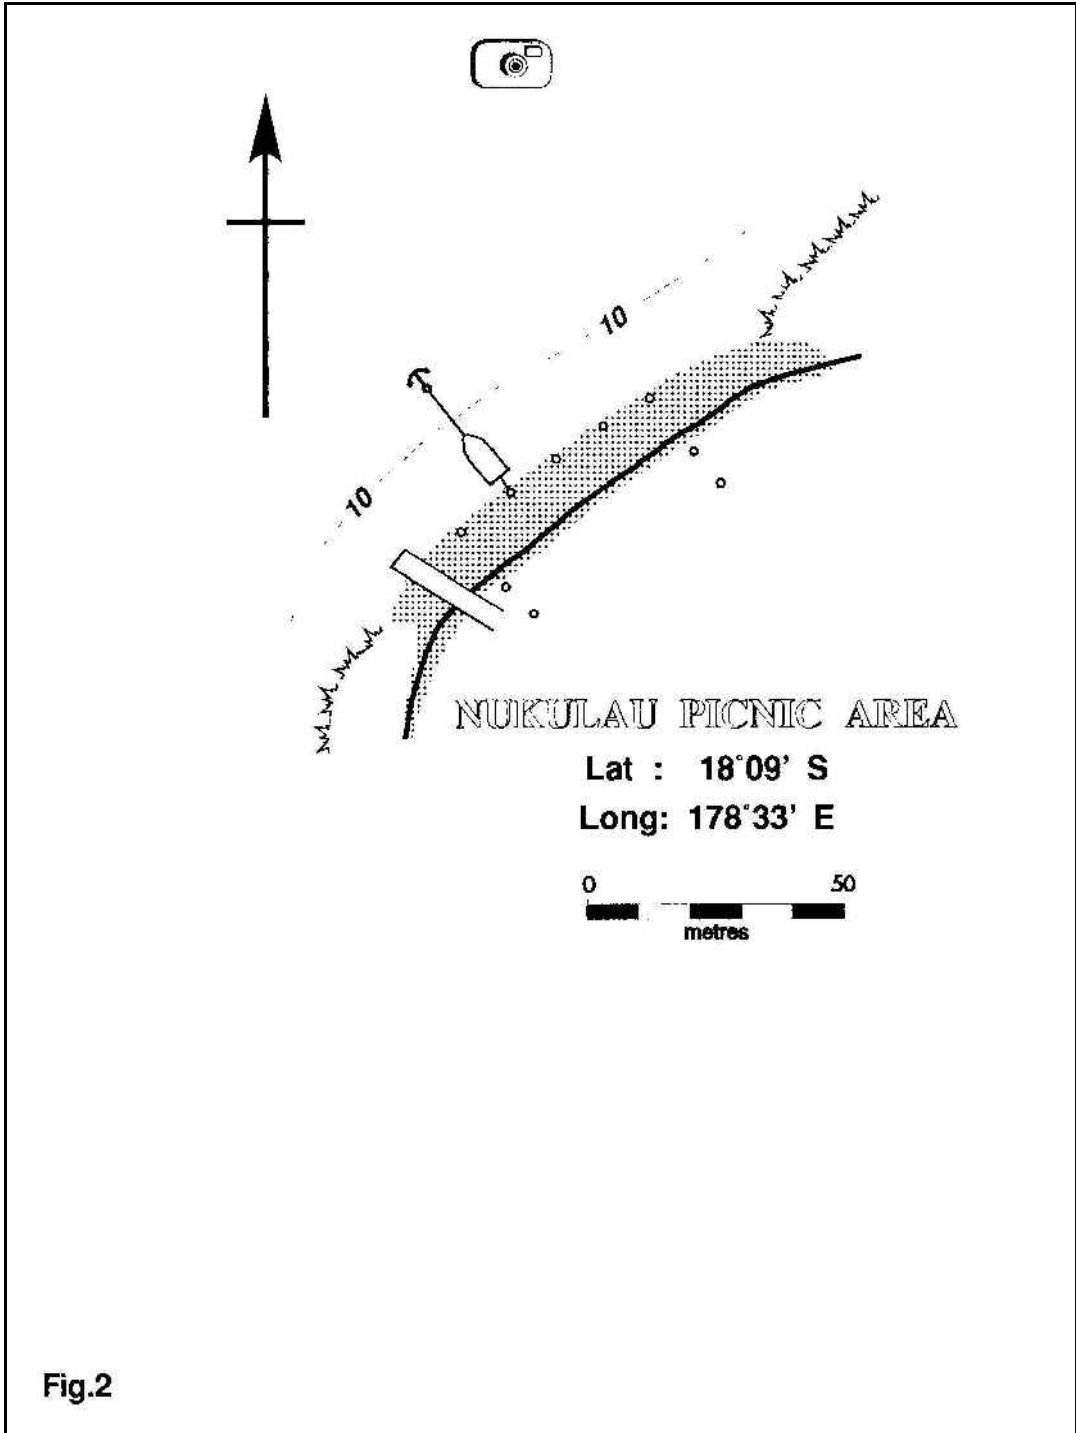 10
10
NUKULAU PICNIC AREA
Lat : 18°09' S
Long: 178°33' E
0 50
metres
Fig.2